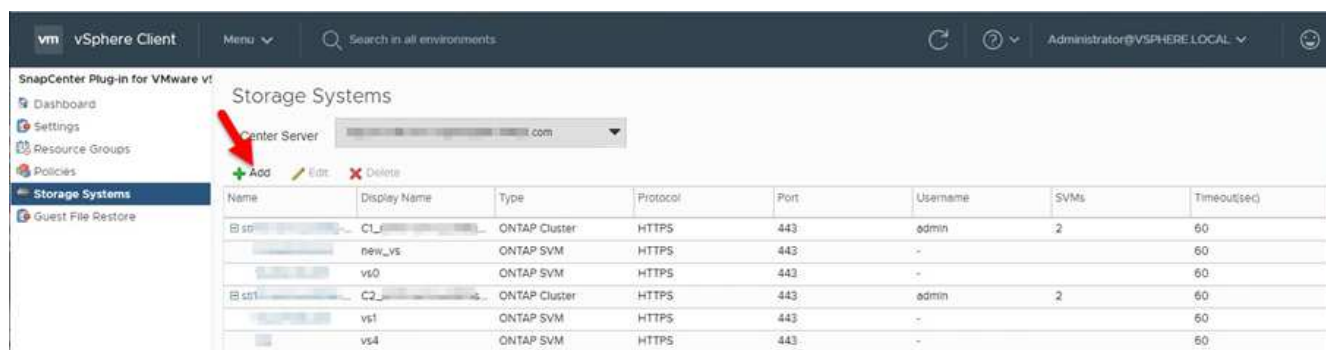 vm vSphere Client Menu Search in all environments Administrator@VSPHERE.LOCAL
SnapCenter Plug-in for VMware vS
Dashboard
Settings
Resource Groups
Policies
Storage Systems
Guest File Restore
Storage Systems
Center Server com
Add Edit Delete
Name Display Name Type Protocol Port Username SVMs Timeout(sec)
C1_ ONTAP Cluster HTTPS 443 admin 2 60
new_vs ONTAP SVM HTTPS 443 - 60
vs0 ONTAP SVM HTTPS 443 - 60
C2_ ONTAP Cluster HTTPS 443 admin 2 60
vs1 ONTAP SVM HTTPS 443 - 60
vs4 ONTAP SVM HTTPS 443 - 60